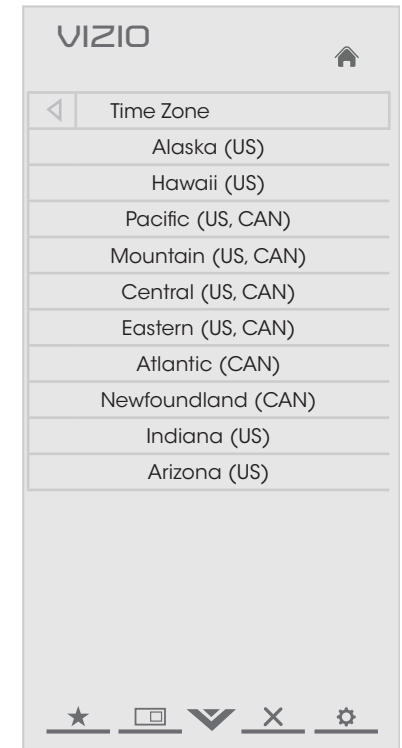 VIZIO
Time Zone
Alaska (US)
Hawaii (US)
Pacific (US, CAN)
Mountain (US, CAN)
Central (US, CAN)
Eastern (US, CAN)
Atlantic (CAN)
Newfoundland (CAN)
Indiana (US)
Arizona (US)